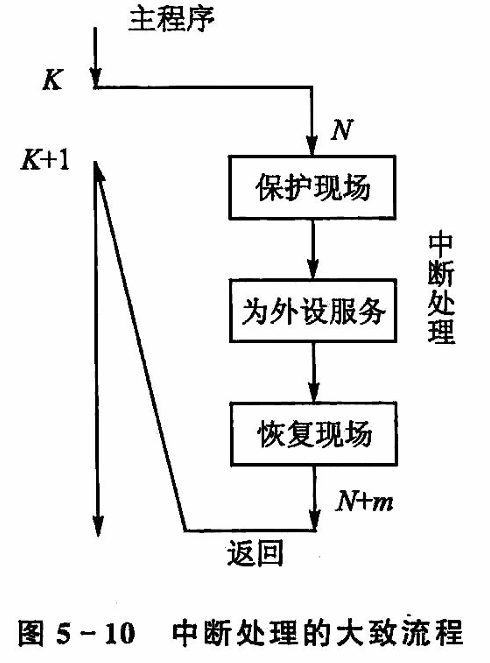 主程序
K
N
K+1
保护现场
中断处理
为外设服务
恢复现场
N+m
返回
图 5-10 中断处理的大致流程